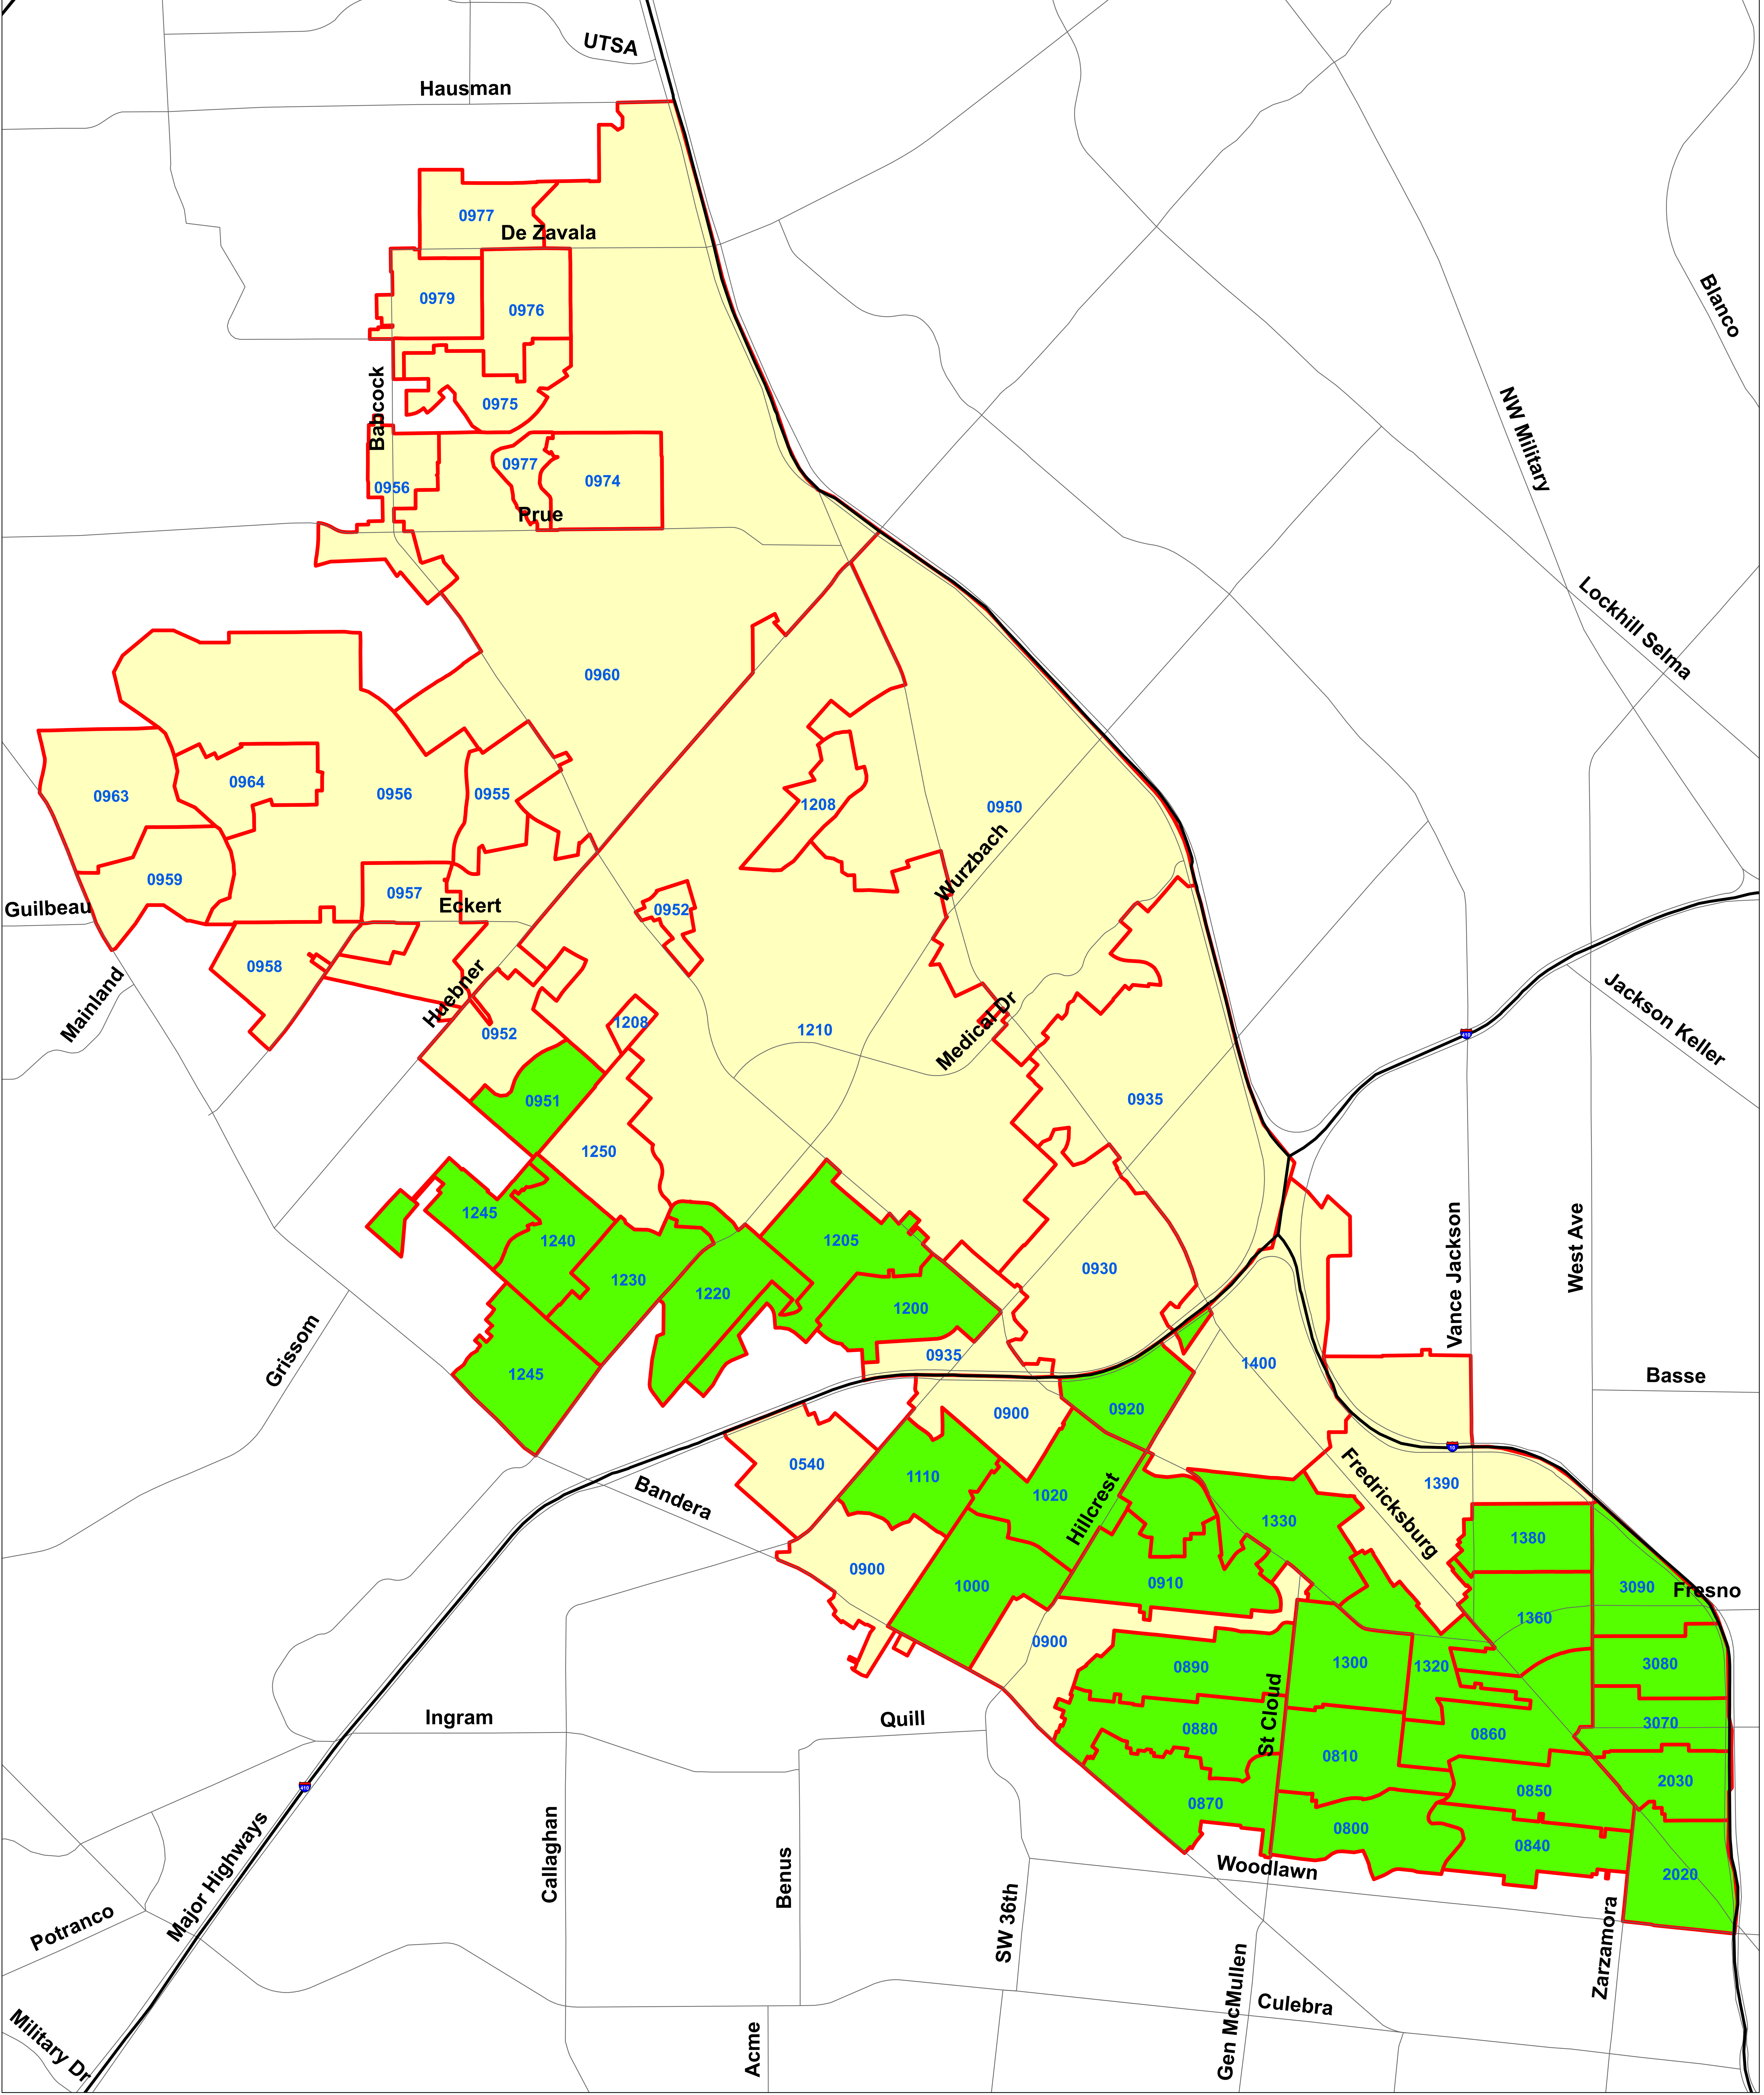 UTSA
Hausman
0977
De Zavala
0979
0976
Blanco
Babcock
0975
NW Military
0977
0956
0974
Prue
Lockhill Selma
0960
0963
0964
0956
0955
1208
0950
Wurzbach
0959
0957
Guilbeau
Eckert
0952
0958
Mainland
Huebner
0952
1208
1210
Medical Dr
410
Jackson Keller
0951
0935
1250
1245
1240
1205
Vance Jackson
West Ave
1230
1220
1200
0930
Grissom
0935
1400
1245
Basse
0900
0920
10
0540
1110
Bandera
1020
Hillcrest
Fredericksburg
1390
1330
1380
0900
1000
0910
3090
Fresno
1360
0900
0890
St Cloud
1300
1320
3080
Ingram
Quill
0880
0860
3070
0810
410
0870
0850
2030
0800
0840
Major Highways
Callaghan
Benus
Woodlawn
2020
Potranco
SW 36th
Zarzamora
Gen McMullen
Culebra
Military Dr
Acme